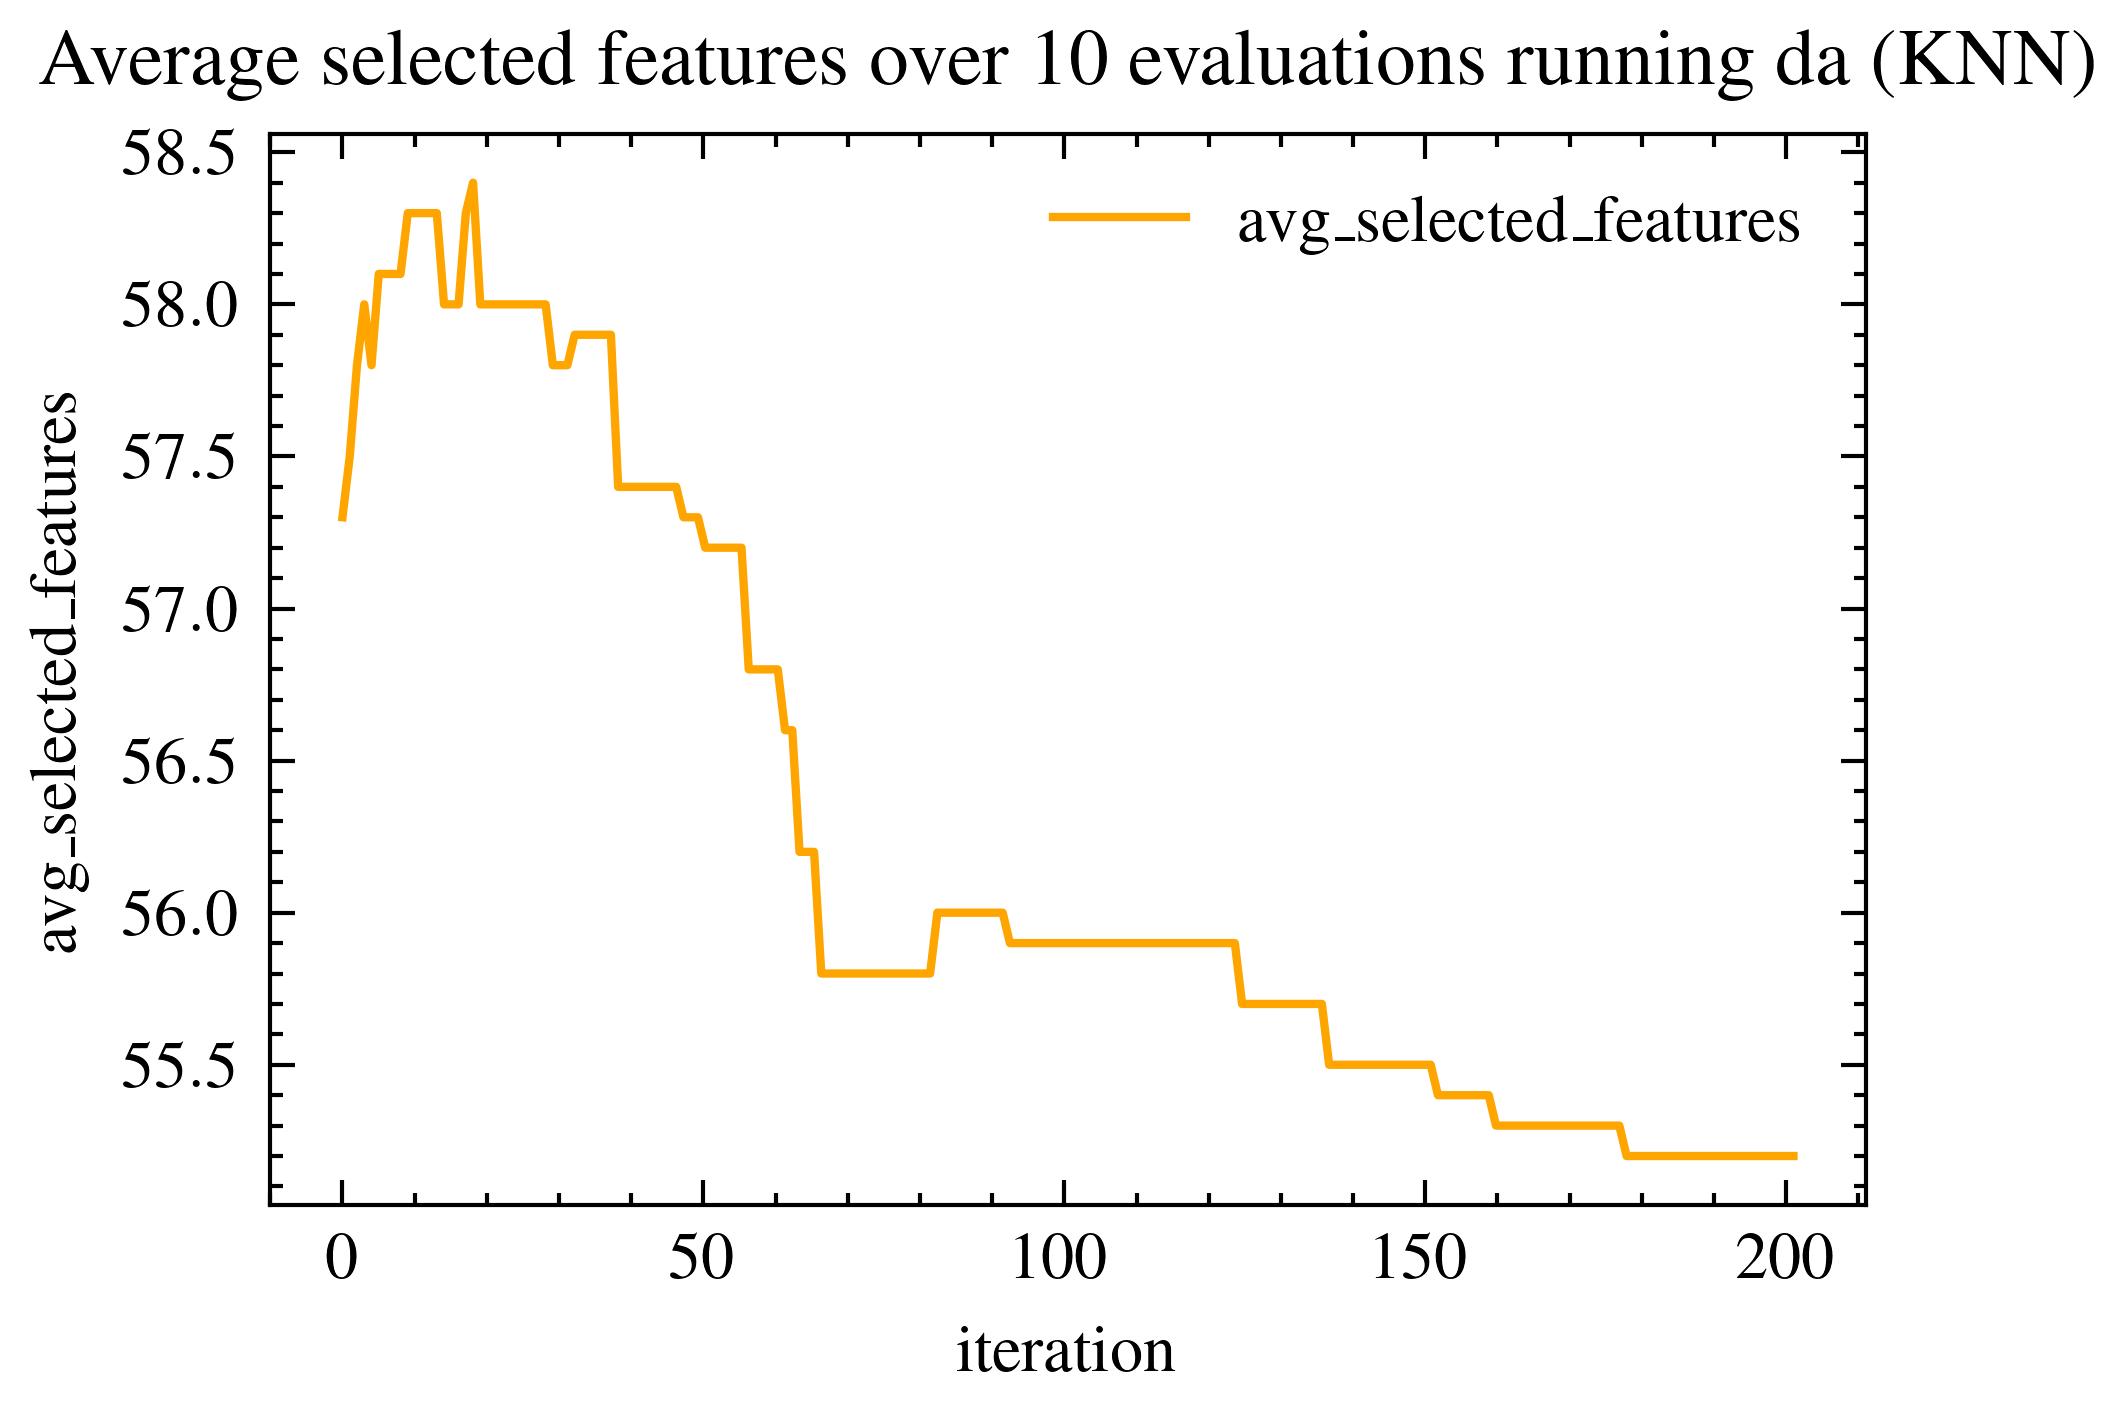 Average selected features over 10 evaluations running da (KNN)
58.5
58.0
57.5
57.0
56.5
56.0
55.5
avg_selected_features
avg_selected_features
0 50 100 150 200
iteration